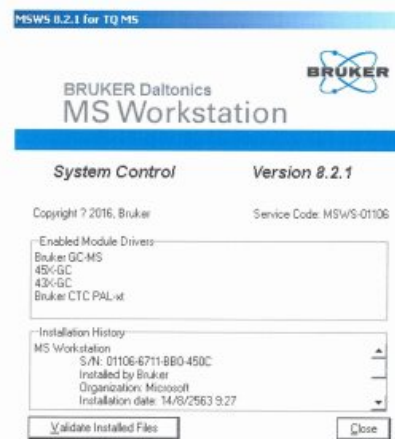 MSWS 8.2.1 for TQ MS
BRUKER
BRUKER Daltonics
MS Workstation
System Control Version 8.2.1
Copyright ? 2016, Bruker Service Code: MSWS-01106
Enabled Module Drivers
Bruker GC-MS
45X-GC
43X-GC
Bruker CTC PAL-xt
Installation History
MS Workstation
S/N: 01106-6711-BB0-450C
Installed by Bruker
Organization: Microsoft
Installation date: 14/8/2563 9:27
Validate Installed Files Close